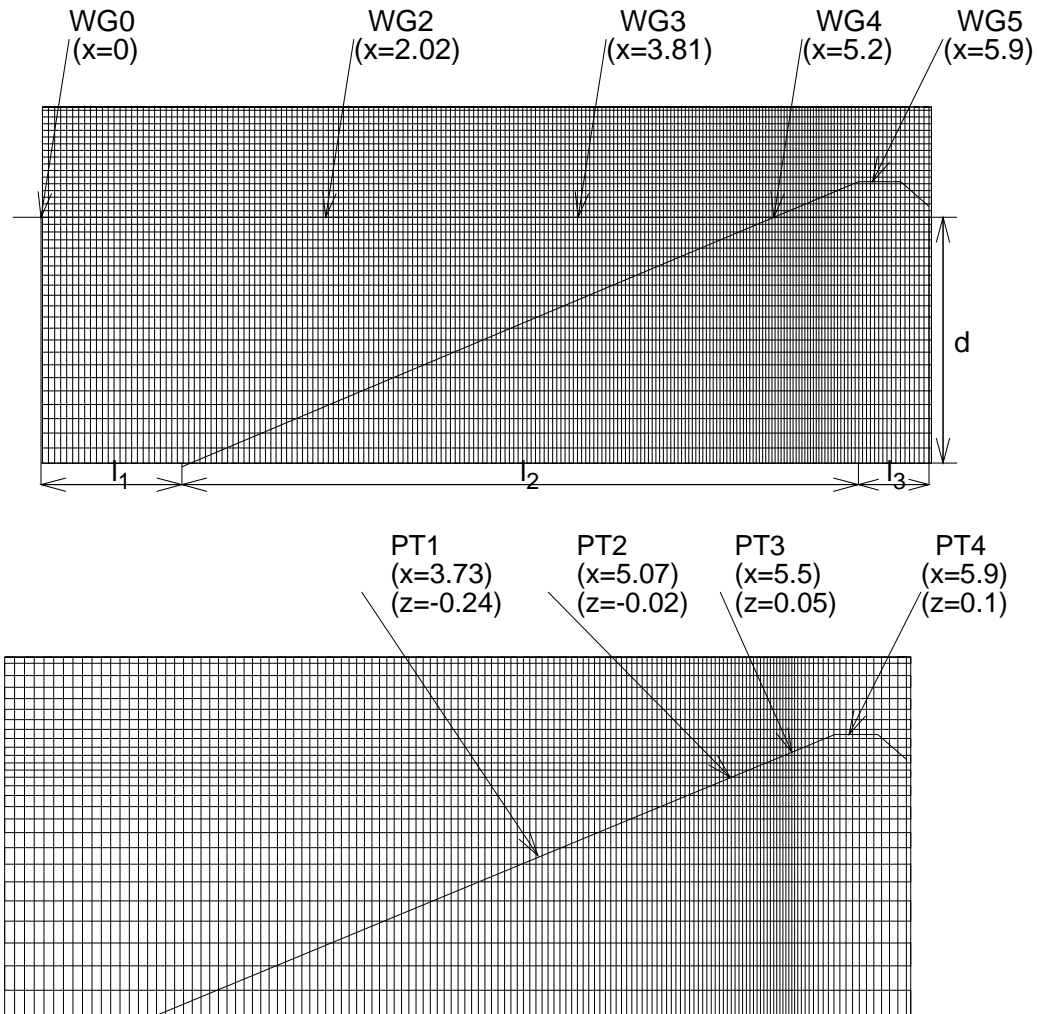 WG0
(x=0)
WG2
(x=2.02)
WG3
(x=3.81)
WG4
(x=5.2)
WG5
(x=5.9)
d
l1
l2
l3
PT1
(x=3.73)
(z=-0.24)
PT2
(x=5.07)
(z=-0.02)
PT3
(x=5.5)
(z=0.05)
PT4
(x=5.9)
(z=0.1)